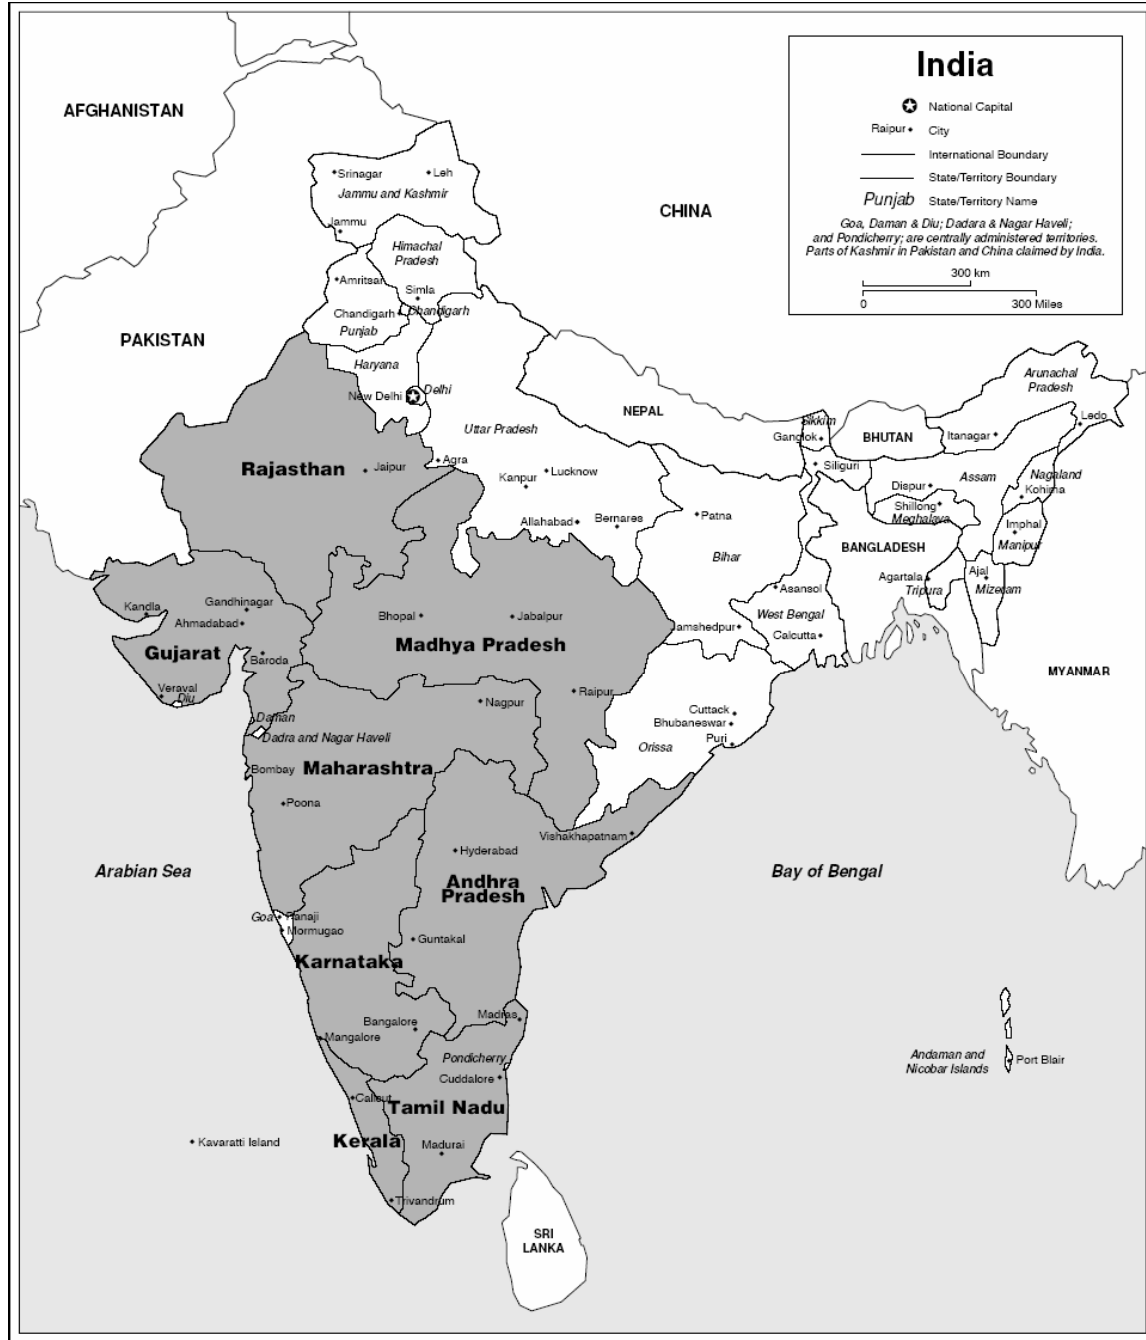 India
National Capital
Raipur
City
International Boundary
State/Territory Boundary
Punjab
State/Territory Name
Goa, Daman & Diu; Dadara & Nagar Haveli;
and Pondicherry; are centrally administered territories.
Parts of Kashmir in Pakistan and China claimed by India.
300 km
0
300 Miles
AFGHANISTAN
Srinagar
Leh
Jammu and Kashmir
CHINA
Jammu
Himachal
Pradesh
Amritsar
Simla
Chandigarh
Chandigarh
Punjab
PAKISTAN
Haryana
Delhi
New Delhi
Arunachal
Pradesh
NEPAL
Sikkim
Gangtok
BHUTAN
Itanagar
Ledo
Uttar Pradesh
Rajasthan
Jaipur
Agra
Lucknow
Kanpur
Siliguri
Assam
Nagaland
Dispur
Kohima
Shillong
Meghalaya
Allahabad
Bernares
Patna
Imphal
Manipur
BANGLADESH
Bihar
Agartala
Tripura
Ajal
Mizeram
Asansol
West Bengal
Jamshedpur
Calcutta
Kandla
Gandhinagar
Ahmadabad
Bhopal
Jabalpur
Madhya Pradesh
Gujarat
Baroda
MYANMAR
Veraval
Diu
Nagpur
Raipur
Cuttack
Bhubaneswar
Puri
Orissa
Daman
Dadra and Nagar Haveli
Bombay
Maharashtra
Poona
Vishakhapatnam
Hyderabad
Arabian Sea
Andhra
Pradesh
Bay of Bengal
Goa
Panaji
Mormugao
Guntakal
Karnataka
Bangalore
Madras
Mangalore
Pondicherry
Cuddalore
Andaman and
Nicobar Islands
Port Blair
Calicut
Tamil Nadu
Kavaratti Island
Kerala
Madurai
Trivandrum
SRI
LANKA